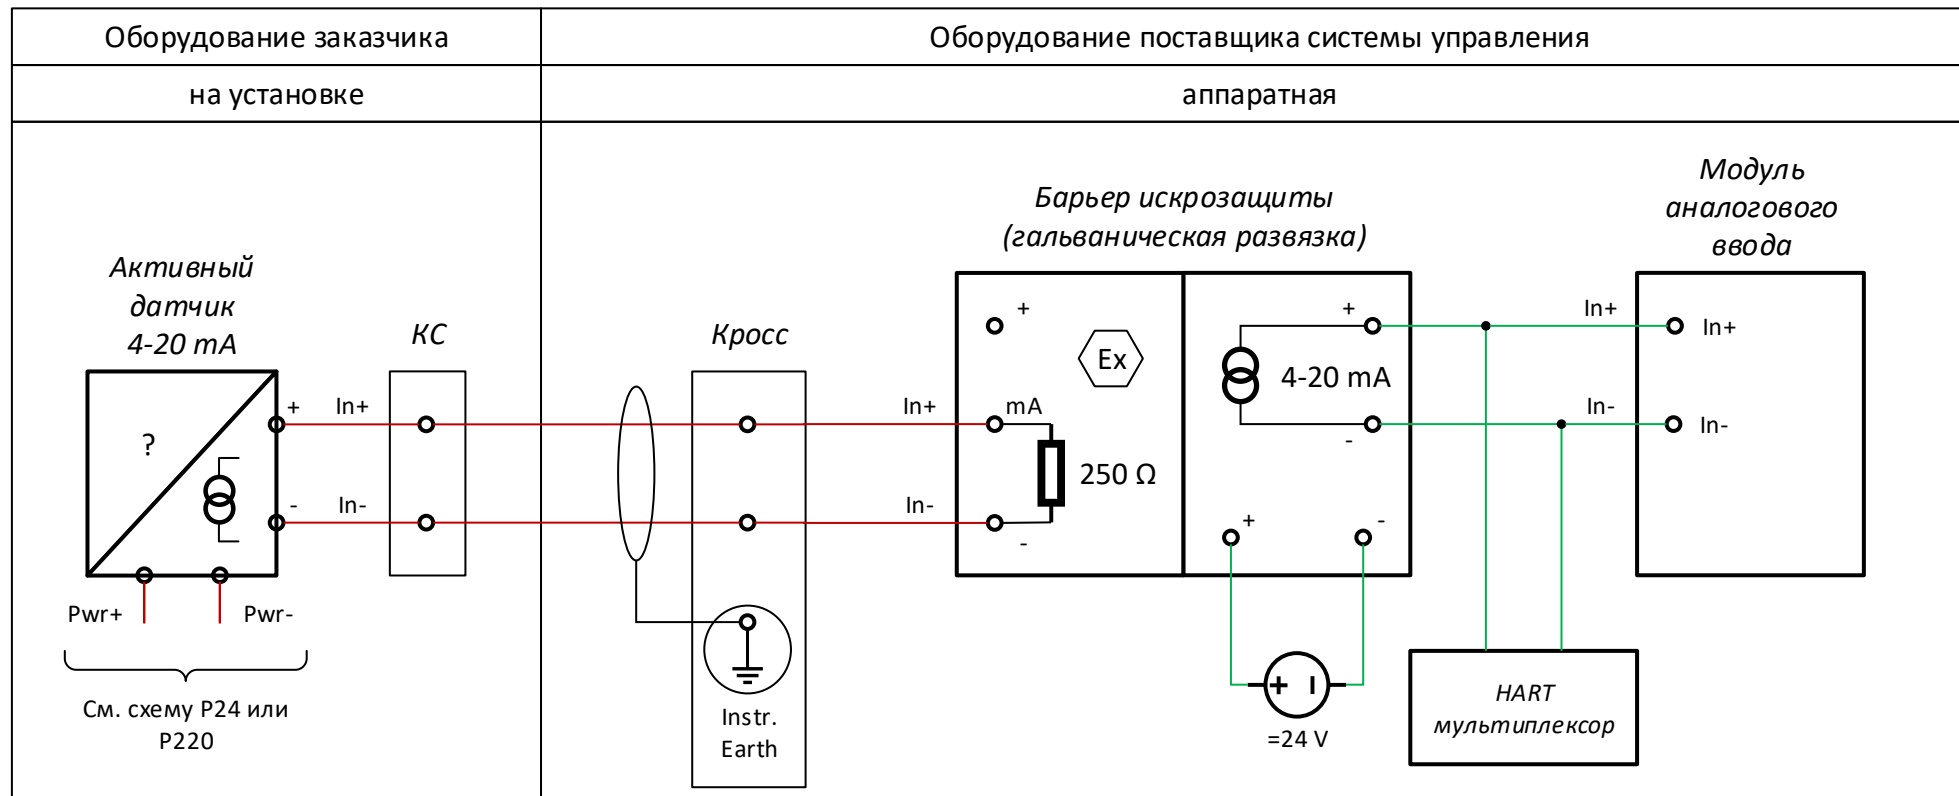 Оборудование заказчика
Оборудование поставщика системы управления
на установке
аппаратная
Активный
датчик
4-20 mA
КС
Кросс
Барьер искрозащиты
(гальваническая развязка)
Модуль
аналогового
ввода
?
+
In+
-
In-
Pwr+
Pwr-
См. схему P24 или
P220
Instr.
Earth
In+
In-
+
mA
250 Ω
-
Ex
+
4-20 mA
-
+
-
=24 V
In+
In-
In+
In-
HART
мультиплексор